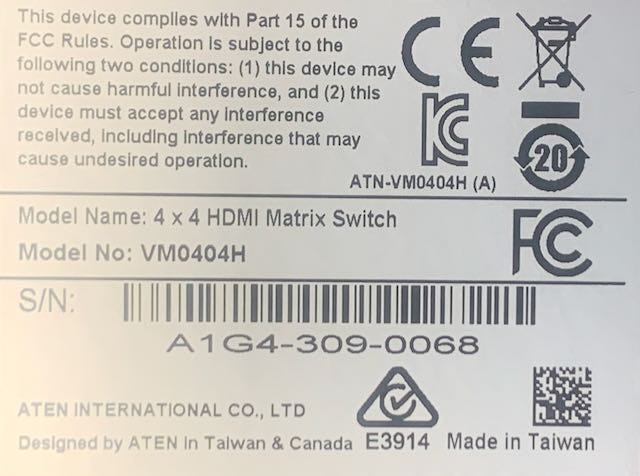 This device complies with Part 15 of the
FCC Rules. Operation is subject to the
following two conditions: (1) this device may
not cause harmful interference, and (2) this
device must accept any interference
received, including interference that may
cause undesired operation.
CE
KC
20
ATN-VM0404H (A)
Model Name: 4 x 4 HDMI Matrix Switch
Model No: VM0404H
FC
S/N:
A1G4-309-0068
ATEN INTERNATIONAL CO., LTD
Designed by ATEN in Taiwan & Canada E3914 Made in Taiwan